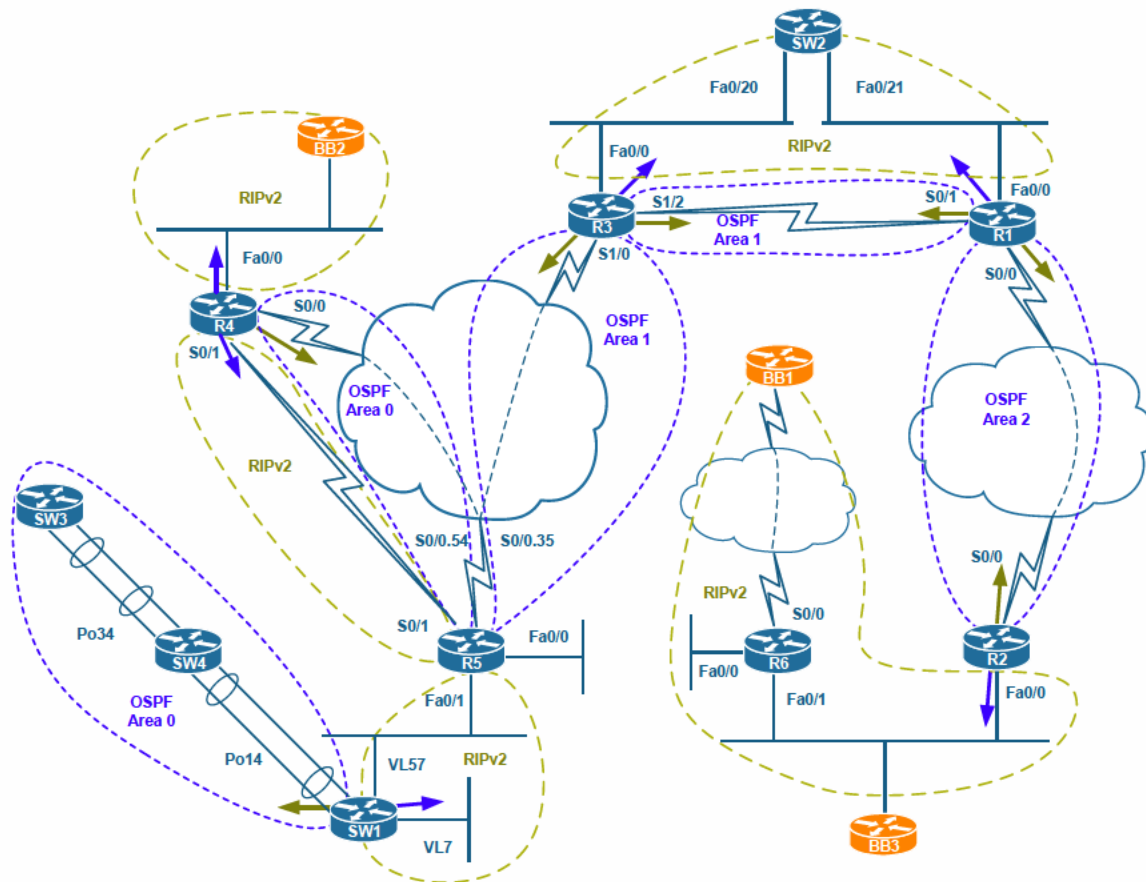 SW2
Fa0/20
Fa0/21
BB2
RIPv2
Fa0/0
RIPv2
Fa0/0
S1/2
S0/1
R3
OSPF
Area 1
R1
S1/0
Fa0/0
S0/0
R4
S0/0
S0/1
OSPF
Area 1
OSPF
Area 0
BB1
OSPF
Area 2
RIPv2
SW3
S0/0.54
S0/0.35
S0/0
RIPv2
Po34
S0/1
S0/0
SW4
Fa0/0
R5
R6
R2
Fa0/0
Fa0/0
Fa0/1
Fa0/1
OSPF
Area 0
Po14
VL57
RIPv2
SW1
VL7
BB3